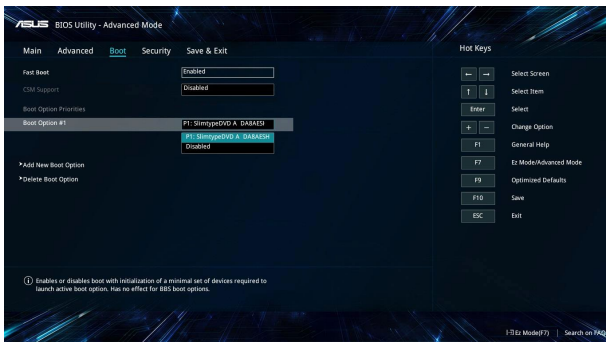 ASUS BIOS Utility - Advanced Mode
Main Advanced Boot Security Save & Exit
Hot Keys
Fast Boot Enabled
CSM Support Disabled
Boot Option Priorities
Boot Option #1 P1: SlimtypeDVD A DA8AESI
P1: SlimtypeDVD A DA8AESH
Disabled
>Add New Boot Option
>Delete Boot Option
← → Select Screen
↑ ↓ Select Item
Enter Select
+ − Change Option
F1 General Help
F7 Ez Mode/Advanced Mode
F9 Optimized Defaults
F10 Save
ESC Exit
Enables or disables boot with initialization of a minimal set of devices required to
launch active boot option. Has no effect for BBS boot options.
Ez Mode(F7) | Search on FAQ